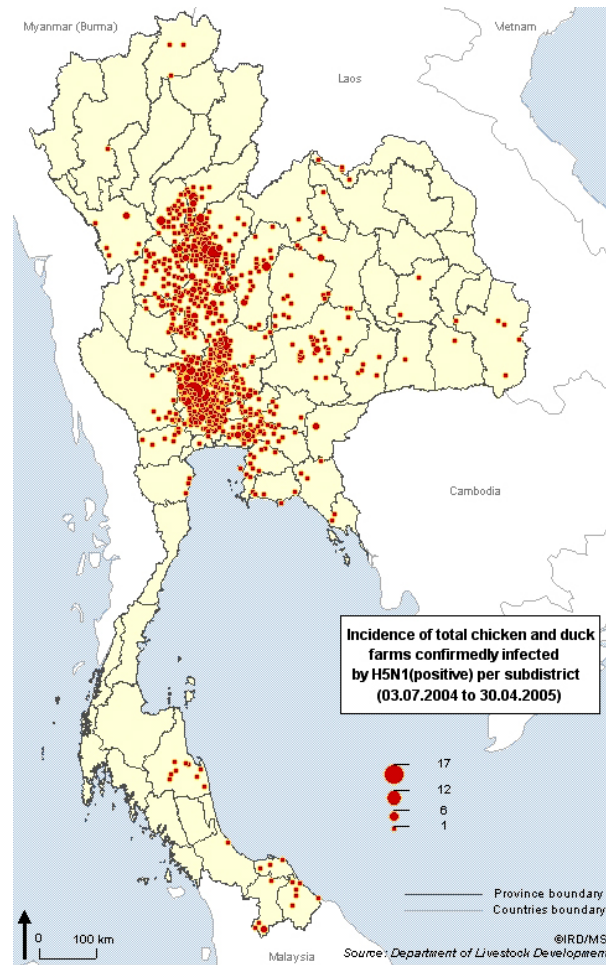 Myanmar (Burma)
Vietnam
Laos
Cambodia
Incidence of total chicken and duck
farms confirmedly infected
by H5N1(positive) per subdistrict
(03.07.2004 to 30.04.2005)
17
12
6
1
Province boundary
Countries boundary
0 100 km
Malaysia
©IRD/MS
Source: Department of Livestock Developmen